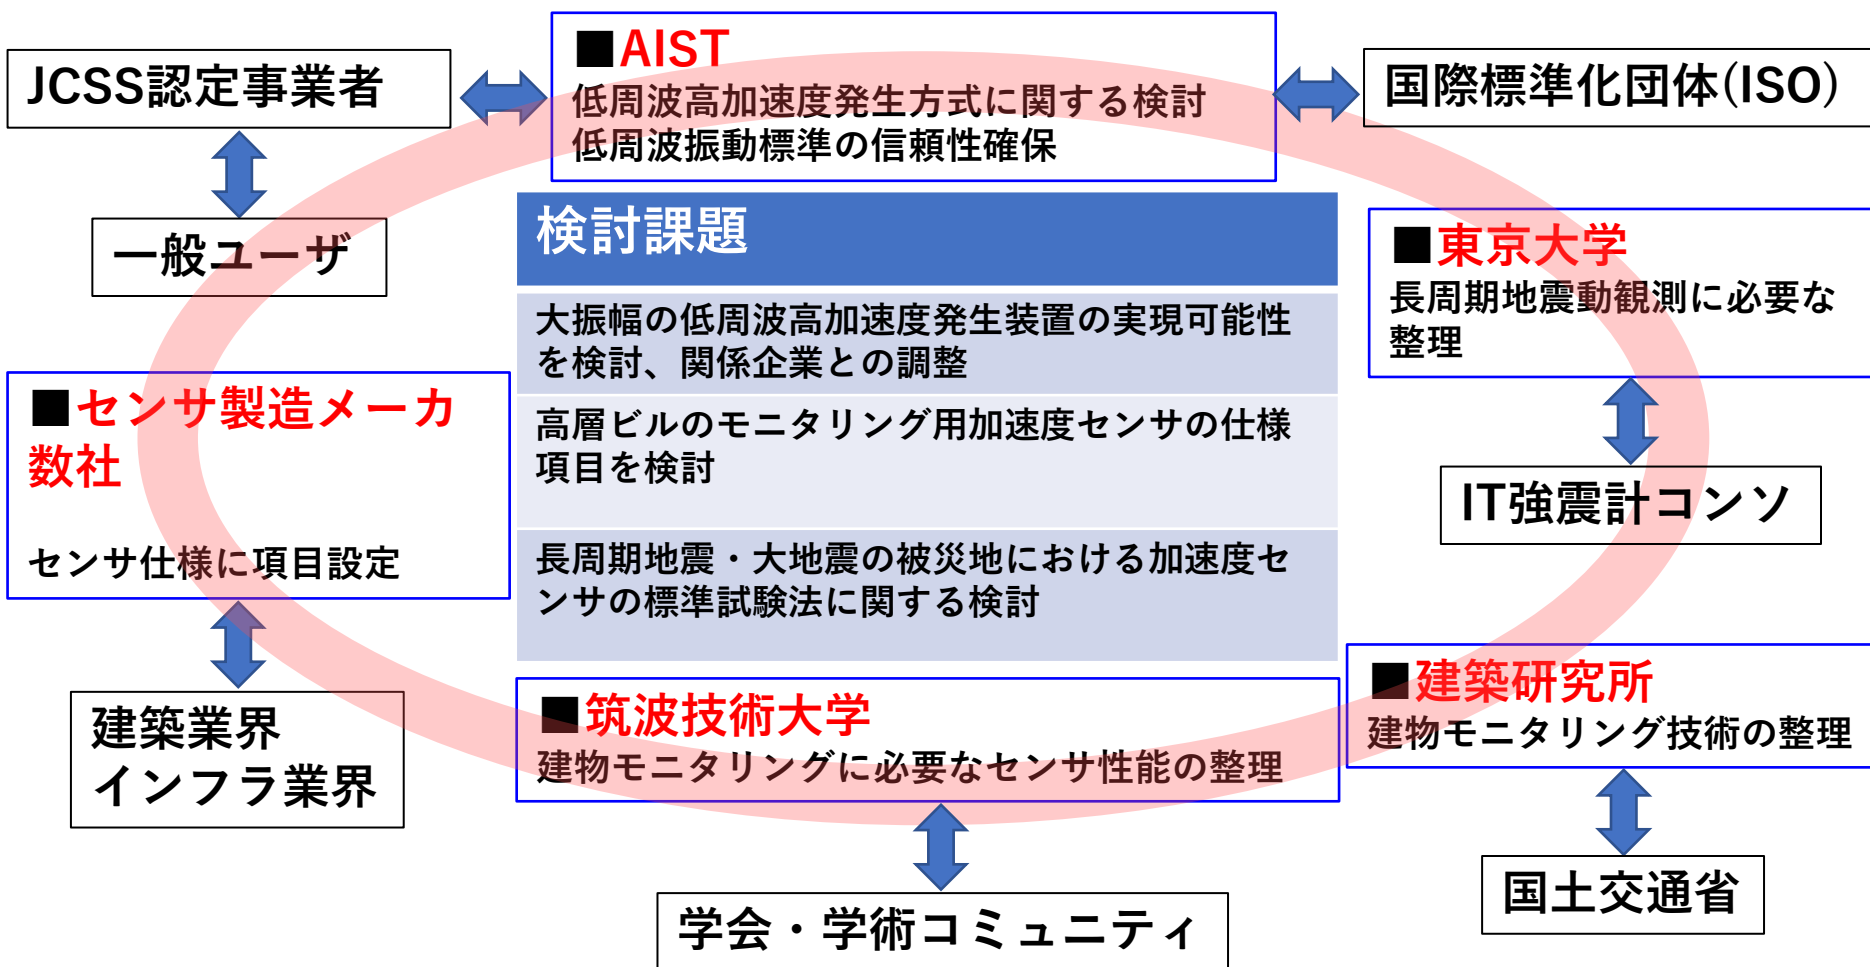 ■AIST
低周波高加速度発生方式に関する検討
低周波振動標準の信頼性確保
JCSS認定事業者
国際標準化団体(ISO)
一般ユーザ
検討課題
大振幅の低周波高加速度発生装置の実現可能性
を検討、関係企業との調整
高層ビルのモニタリング用加速度センサの仕様
項目を検討
長周期地震・大地震の被災地における加速度セ
ンサの標準試験法に関する検討
■東京大学
長周期地震動観測に必要な
整理
■センサ製造メーカ
数社
センサ仕様に項目設定
IT強震計コンソ
建築業界
インフラ業界
■筑波技術大学
建物モニタリングに必要なセンサ性能の整理
■建築研究所
建物モニタリング技術の整理
学会・学術コミュニティ
国土交通省